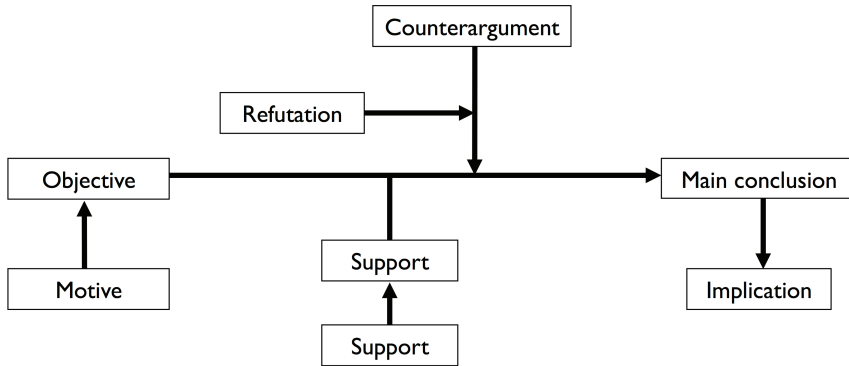 Counterargument
Refutation
Objective
Main conclusion
Support
Motive
Implication
Support